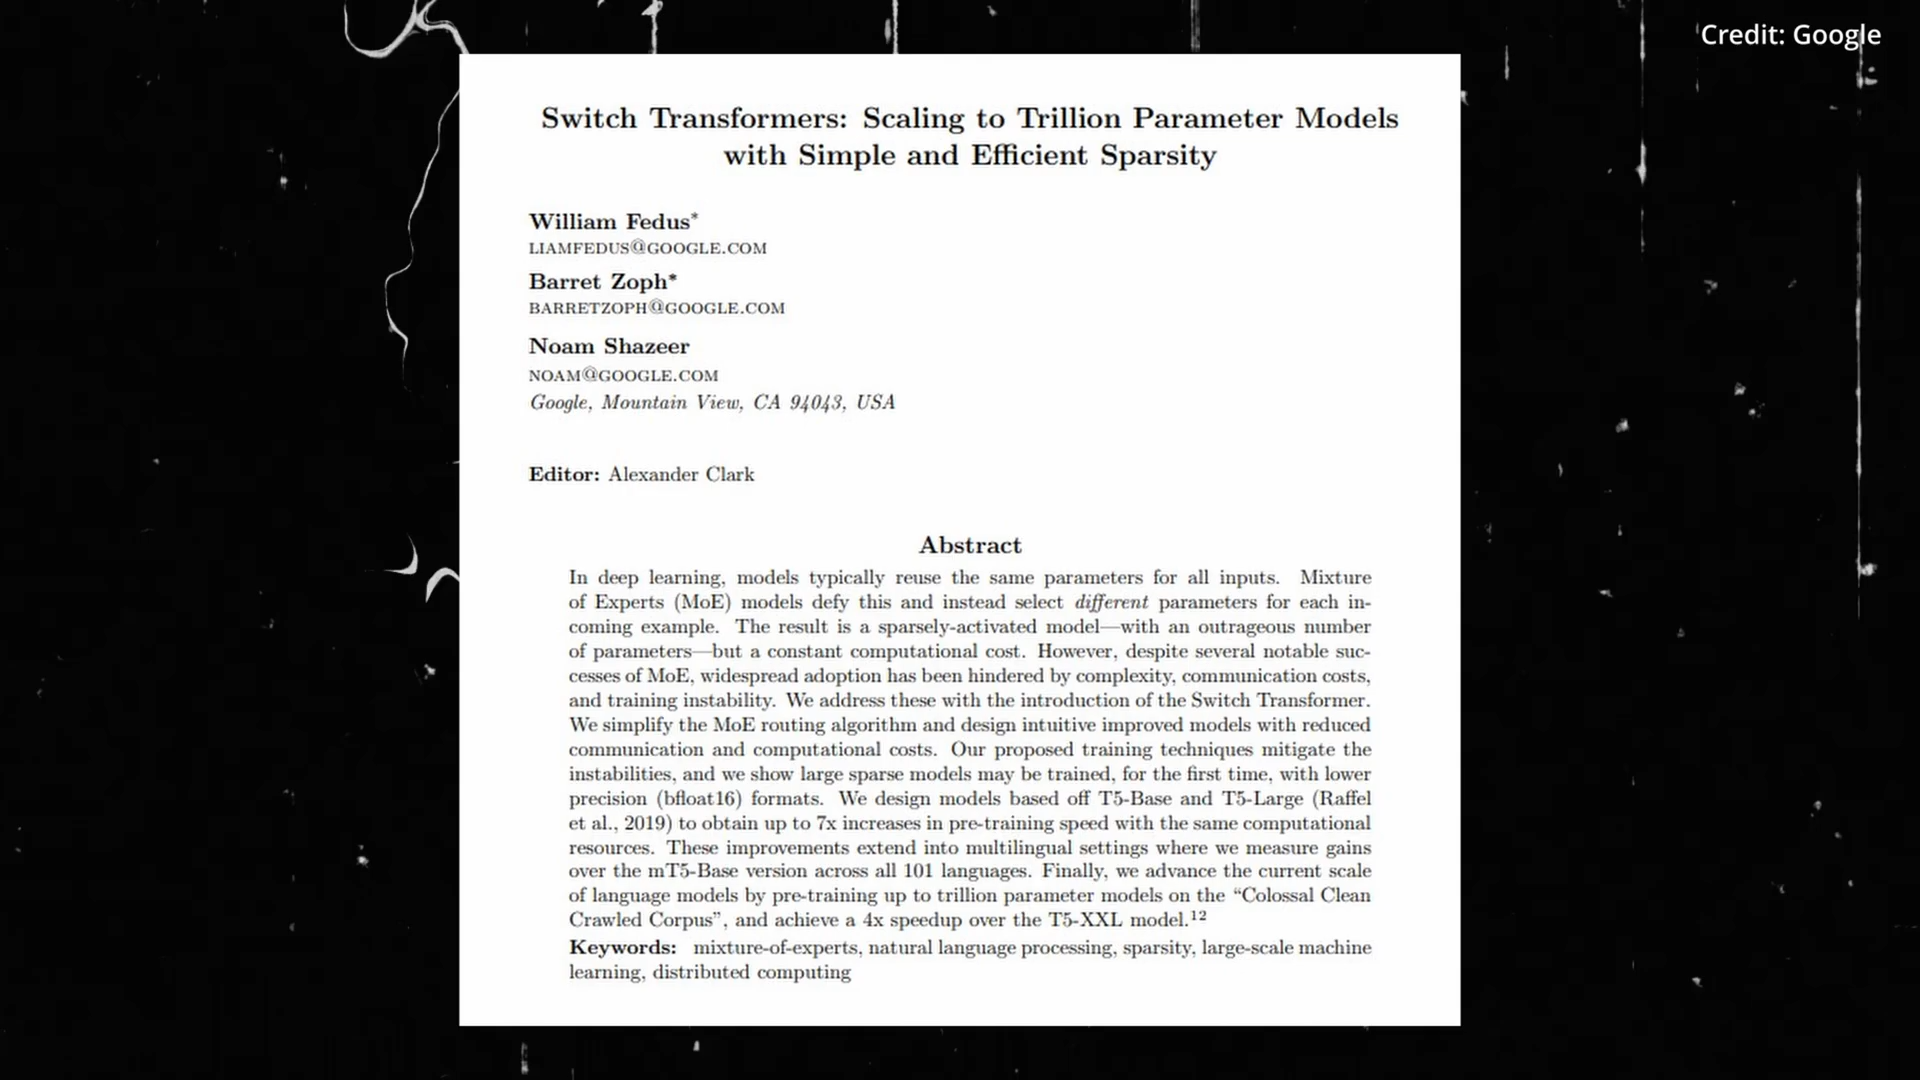 Credit: Google
Switch Transformers: Scaling to Trillion Parameter Models
with Simple and Efficient Sparsity
William Fedus*
LIAMFEDUS@GOOGLE.COM
Barret Zoph*
BARRETZOPH@GOOGLE.COM
Noam Shazeer
NOAM@GOOGLE.COM
Google, Mountain View, CA 94043, USA
Editor: Alexander Clark
Abstract
In deep learning, models typically reuse the same parameters for all inputs. Mixture
of Experts (MoE) models defy this and instead select different parameters for each in-
coming example. The result is a sparsely-activated model—with an outrageous number
of parameters—but a constant computational cost. However, despite several notable suc-
cesses of MoE, widespread adoption has been hindered by complexity, communication costs,
and training instability. We address these with the introduction of the Switch Transformer.
We simplify the MoE routing algorithm and design intuitive improved models with reduced
communication and computational costs. Our proposed training techniques mitigate the
instabilities, and we show large sparse models may be trained, for the first time, with lower
precision (bfloat16) formats. We design models based off T5-Base and T5-Large (Raffel
et al., 2019) to obtain up to 7x increases in pre-training speed with the same computational
resources. These improvements extend into multilingual settings where we measure gains
over the mT5-Base version across all 101 languages. Finally, we advance the current scale
of language models by pre-training up to trillion parameter models on the “Colossal Clean
Crawled Corpus”, and achieve a 4x speedup over the T5-XXL model.¹²
Keywords: mixture-of-experts, natural language processing, sparsity, large-scale machine
learning, distributed computing